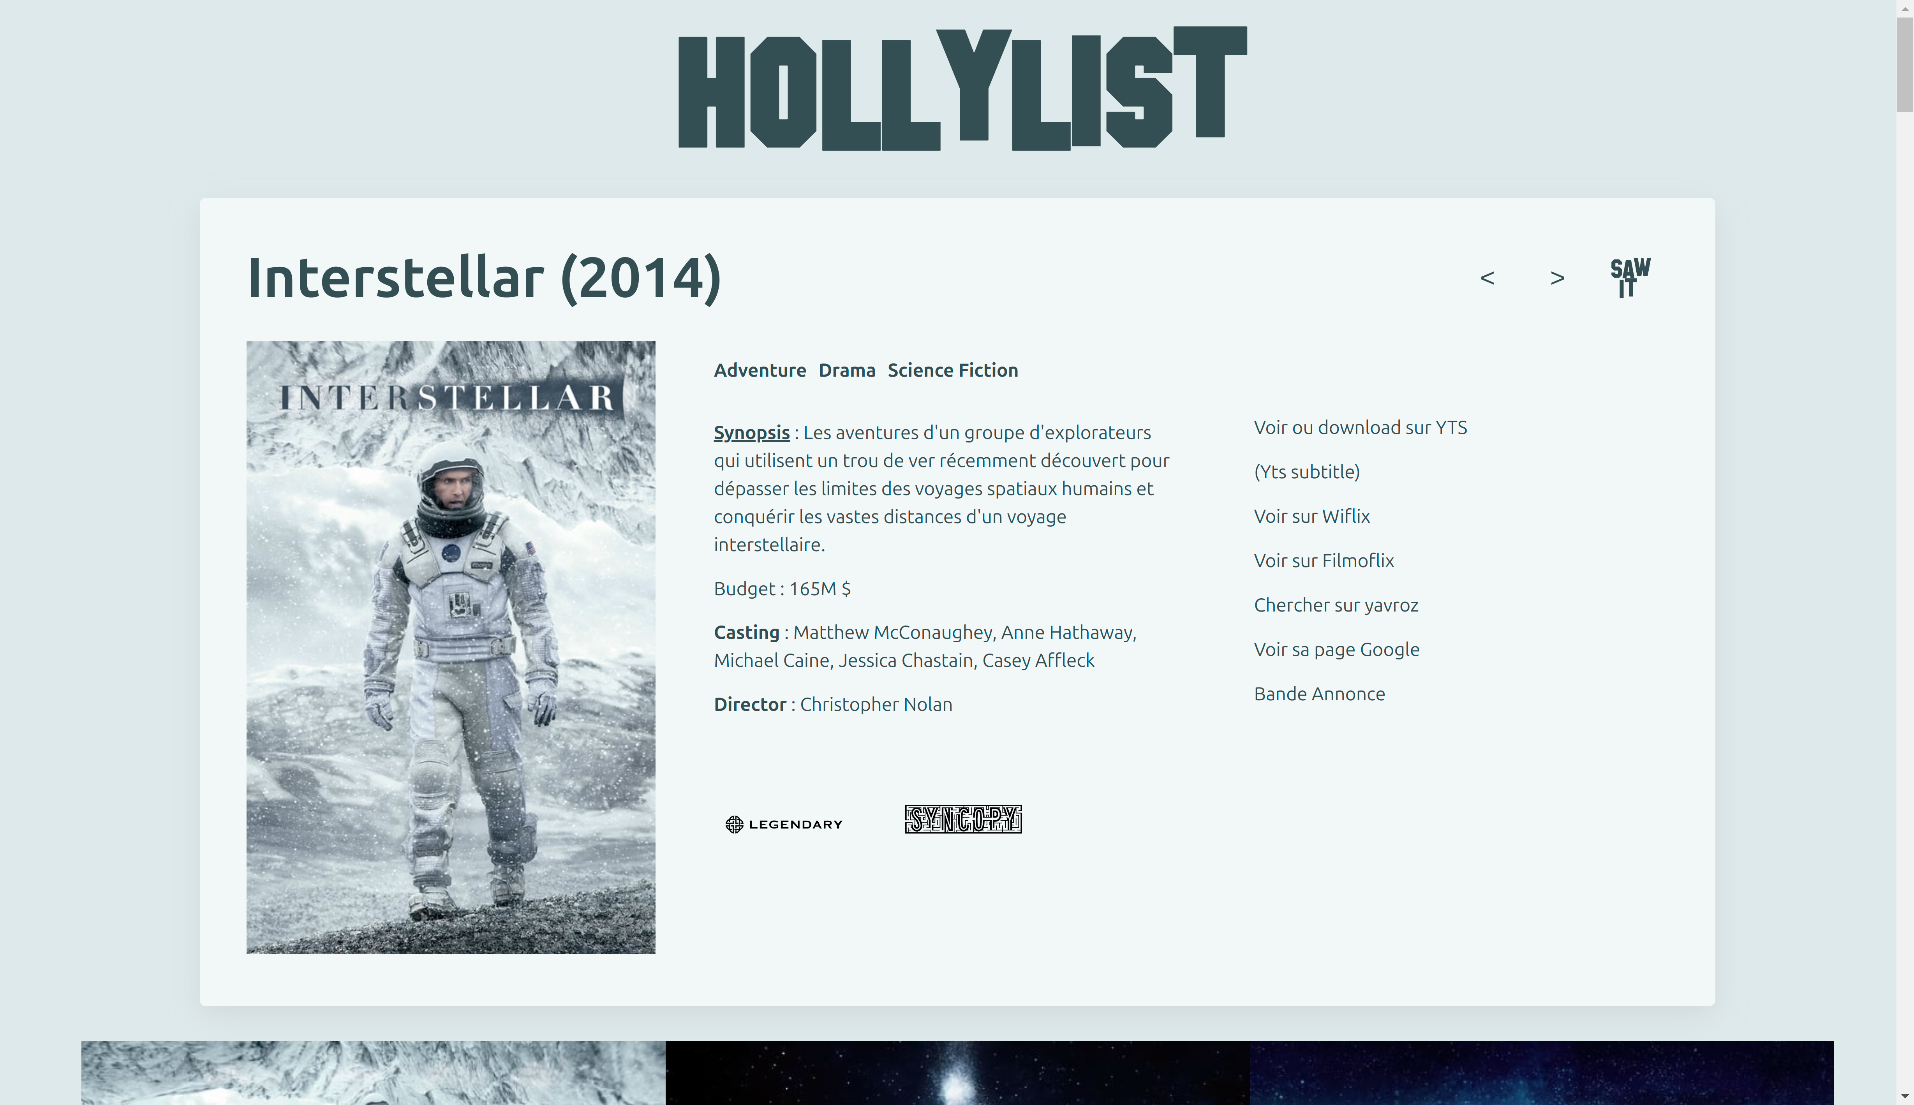 HOLLYLIST
Interstellar (2014)
<
>
SAW
IT
INTERSTELLAR
Adventure Drama Science Fiction
Synopsis : Les aventures d'un groupe d'explorateurs
qui utilisent un trou de ver récemment découvert pour
dépasser les limites des voyages spatiaux humains et
conquérir les vastes distances d'un voyage
interstellaire.
Budget : 165M $
Casting : Matthew McConaughey, Anne Hathaway,
Michael Caine, Jessica Chastain, Casey Affleck
Director : Christopher Nolan
LEGENDARY
SYNCOPY
Voir ou download sur YTS
(Yts subtitle)
Voir sur Wiflix
Voir sur Filmoflix
Chercher sur yavroz
Voir sa page Google
Bande Annonce